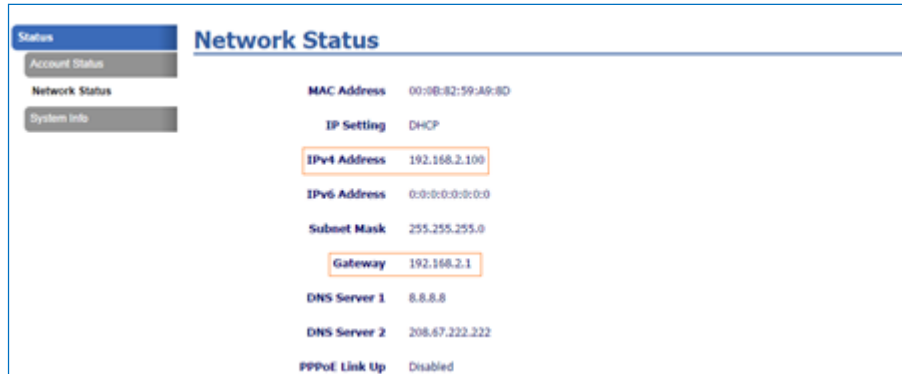 Status
Account Status
Network Status
System Info
Network Status
MAC Address 00:0B:82:59:A9:8D
IP Setting DHCP
IPv4 Address 192.168.2.100
IPv6 Address 0:0:0:0:0:0:0:0
Subnet Mask 255.255.255.0
Gateway 192.168.2.1
DNS Server 1 8.8.8.8
DNS Server 2 208.67.222.222
PPPoE Link Up Disabled